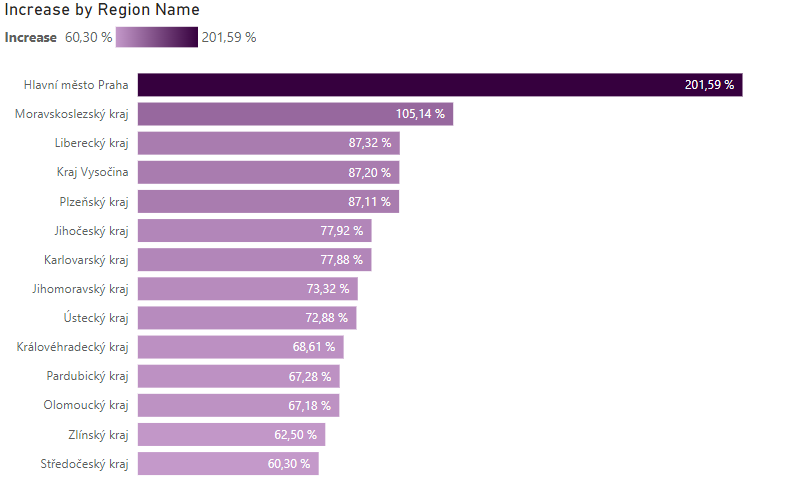 Increase by Region Name
Increase 60,30 % 201,59 %
Hlavní město Praha 201,59 %
Moravskoslezský kraj 105,14 %
Liberecký kraj 87,32 %
Kraj Vysočina 87,20 %
Plzeňský kraj 87,11 %
Jihočeský kraj 77,92 %
Karlovarský kraj 77,88 %
Jihomoravský kraj 73,32 %
Ústecký kraj 72,88 %
Královéhradecký kraj 68,61 %
Pardubický kraj 67,28 %
Olomoucký kraj 67,18 %
Zlínský kraj 62,50 %
Středočeský kraj 60,30 %